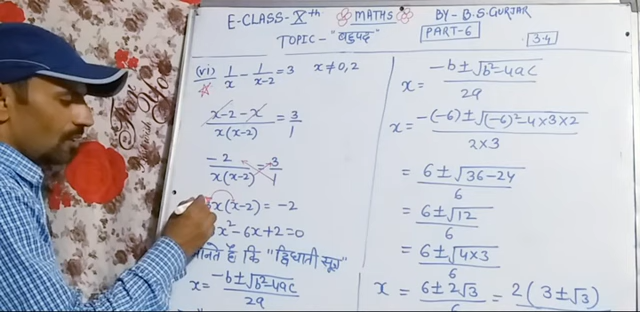 E-CLASS-Xth MATHS BY- B.S.GURJAR
TOPIC-"बहुपद" PART-6 3.4
(vi) 1/x - 1/(x-2) = 3 x≠0,2
(x-2-x)/(x(x-2)) = 3/1
-2/(x(x-2)) = 3/1
x(x-2) = -2
x²-6x+2=0
कि "द्विघाती सूत्र"
x = (-b±√(b²-4ac))/2a
x = (-b±√(b²-4ac))/2a
x = (-(-6)±√((-6)²-4×3×2))/(2×3)
= (6±√(36-24))/6
= (6±√12)/6
= (6±√(4×3))/6
x = (6±2√3)/6 = 2(3±√3)